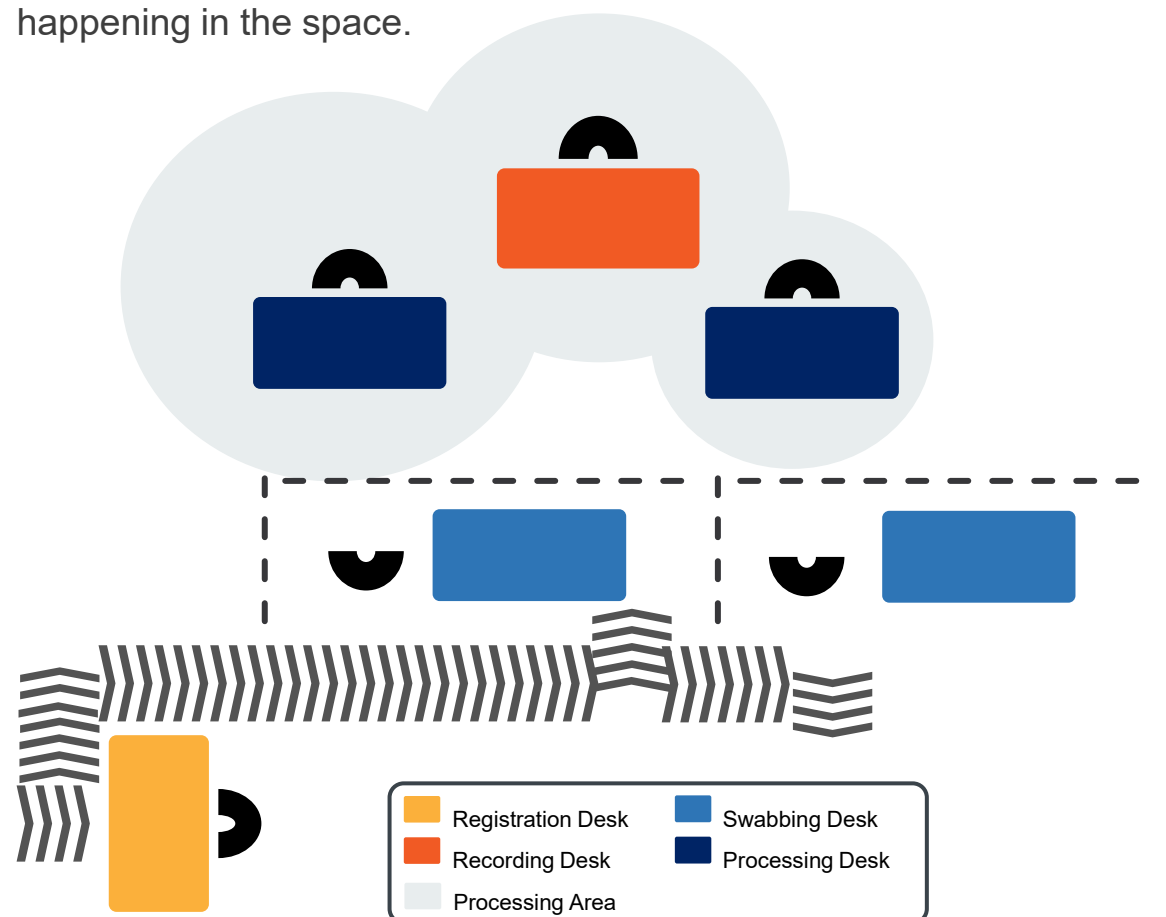 happening in the space.
Registration Desk
Swabbing Desk
Recording Desk
Processing Desk
Processing Area